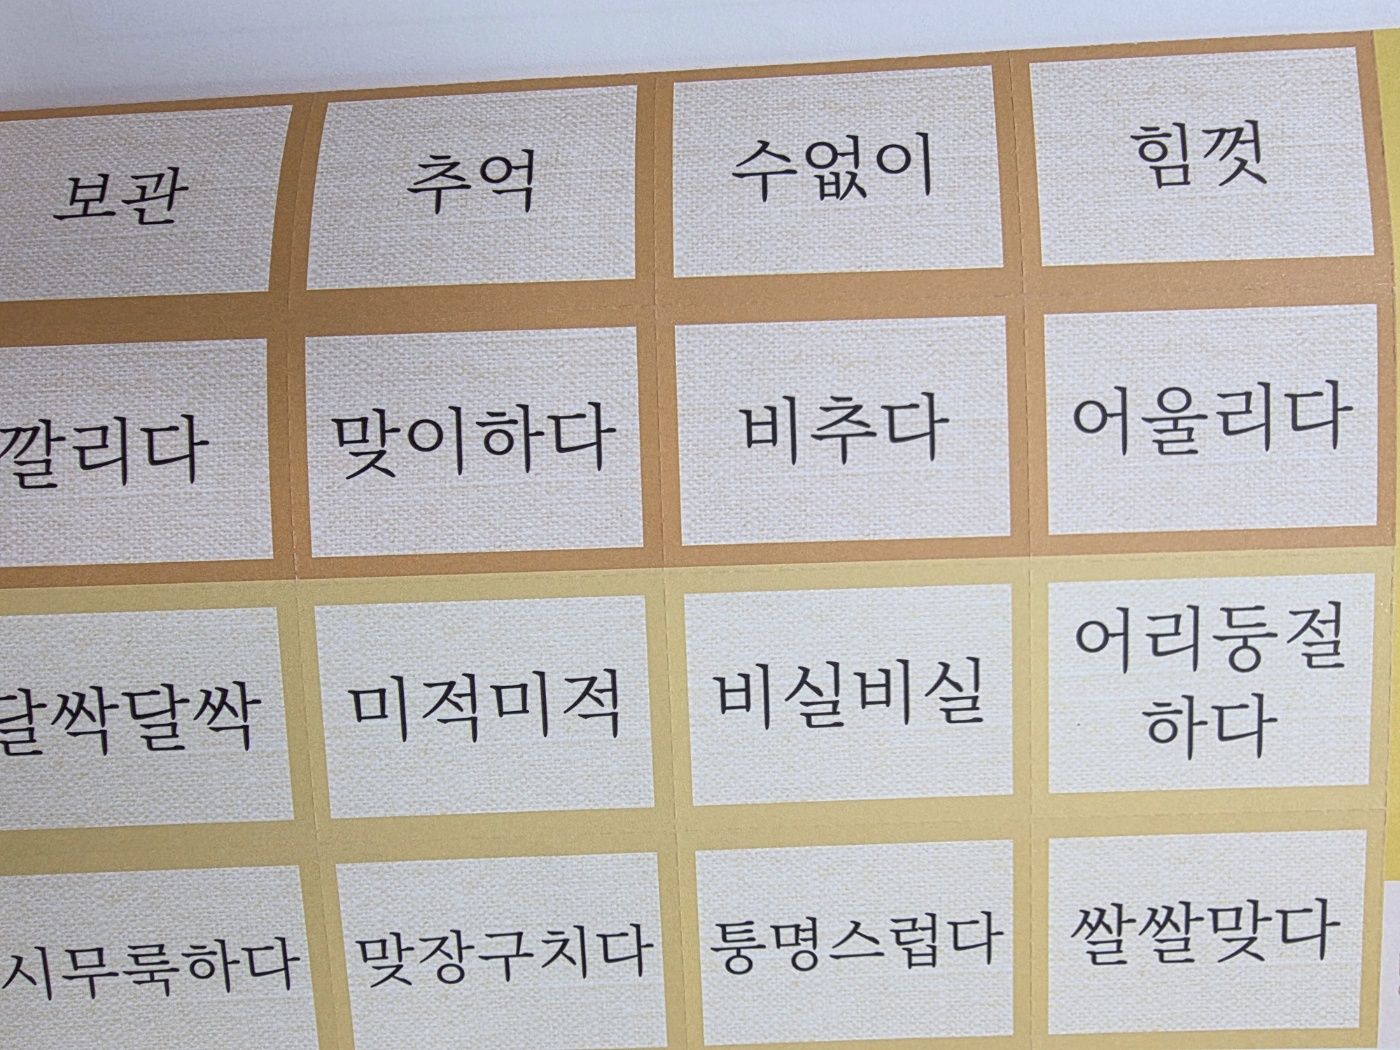 보관
추억
수없이
힘껏
깔리다
맞이하다
비추다
어울리다
달싹달싹
미적미적
비실비실
어리둥절
하다
시무룩하다
맞장구치다
퉁명스럽다
쌀쌀맞다